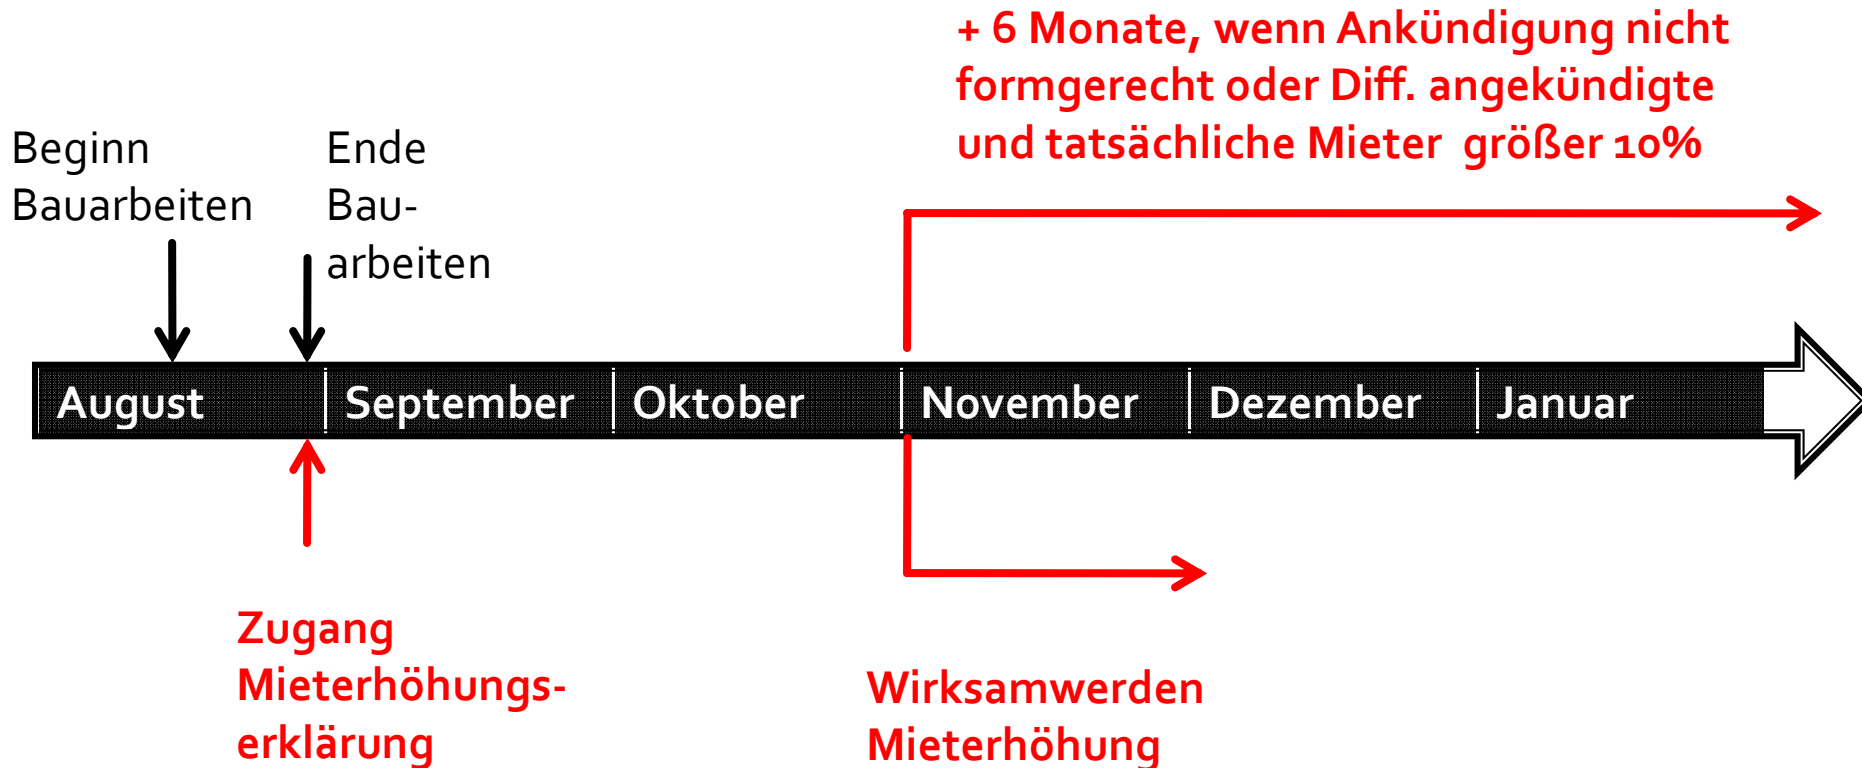 + 6 Monate, wenn Ankündigung nicht
formgerecht oder Diff. angekündigte
und tatsächliche Mieter größer 10%
Beginn
Bauarbeiten
Ende
Bau-
arbeiten
August
September
Oktober
November
Dezember
Januar
Zugang
Mieterhöhungs-
erklärung
Wirksamwerden
Mieterhöhung